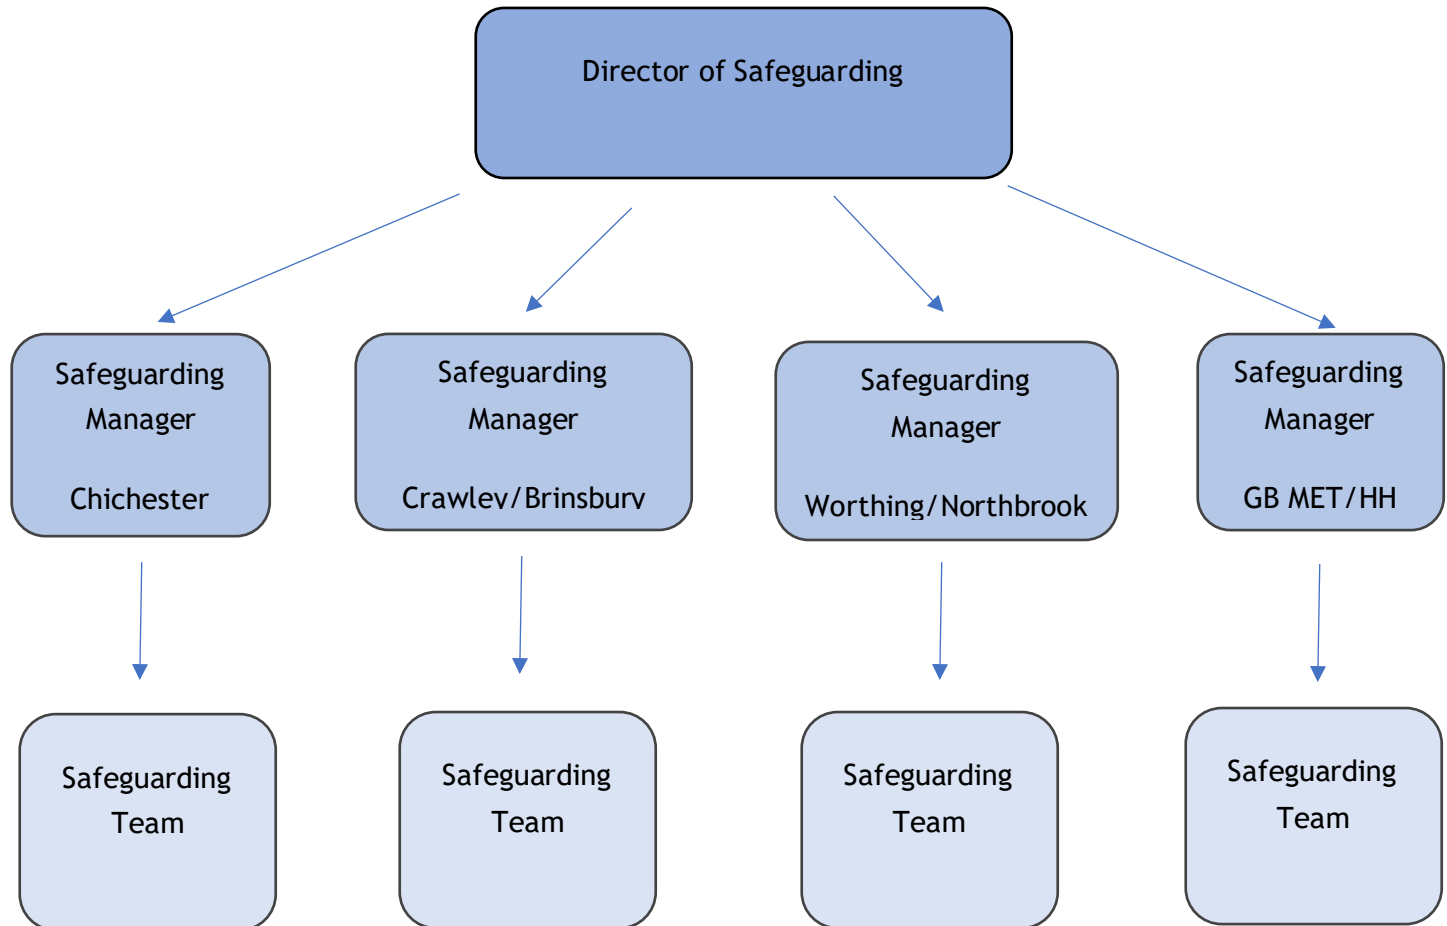 Director of Safeguarding
Safeguarding
Manager
Chichester
Safeguarding
Manager
Crawley/Brinsbury
Safeguarding
Manager
Worthing/Northbrook
Safeguarding
Manager
GB MET/HH
Safeguarding
Team
Safeguarding
Team
Safeguarding
Team
Safeguarding
Team